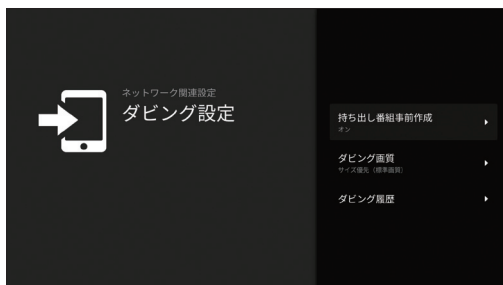 ネットワーク関連設定
ダビング設定
持ち出し番組事前作成
オン
ダビング画質
サイズ優先（標準画質）
ダビング履歴